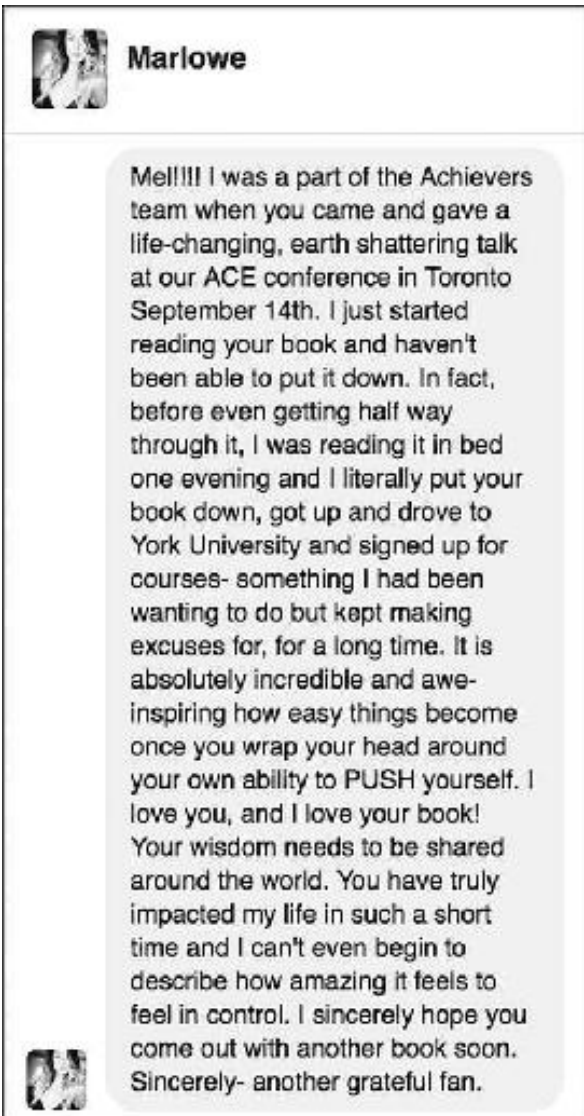 Marlowe
Mel!!!! I was a part of the Achievers
team when you came and gave a
life-changing, earth shattering talk
at our ACE conference in Toronto
September 14th. I just started
reading your book and haven't
been able to put it down. In fact,
before even getting half way
through it, I was reading it in bed
one evening and I literally put your
book down, got up and drove to
York University and signed up for
courses- something I had been
wanting to do but kept making
excuses for, for a long time. It is
absolutely incredible and awe-
inspiring how easy things become
once you wrap your head around
your own ability to PUSH yourself. I
love you, and I love your book!
Your wisdom needs to be shared
around the world. You have truly
impacted my life in such a short
time and I can't even begin to
describe how amazing it feels to
feel in control. I sincerely hope you
come out with another book soon.
Sincerely- another grateful fan.